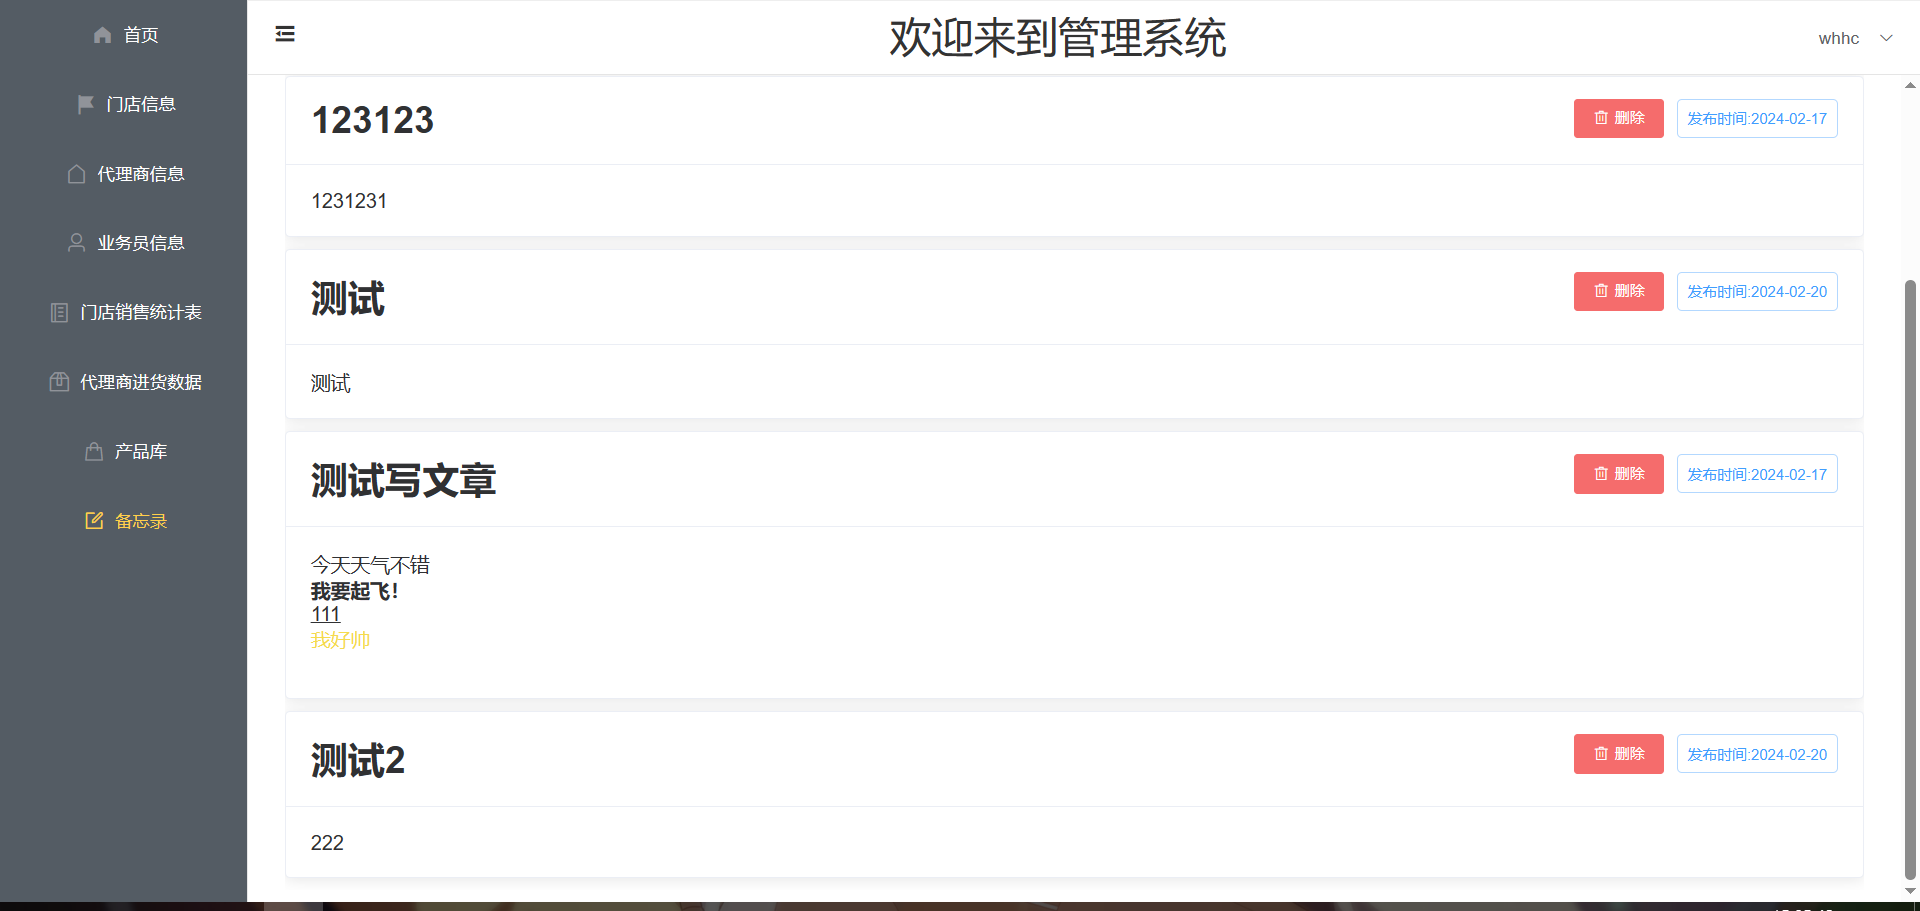 首页
门店信息
代理商信息
业务员信息
门店销售统计表
代理商进货数据
产品库
备忘录
欢迎来到管理系统
whhc
123123
删除
发布时间:2024-02-17
1231231
测试
删除
发布时间:2024-02-20
测试
测试写文章
删除
发布时间:2024-02-17
今天天气不错
我要起飞！
111
我好帅
测试2
删除
发布时间:2024-02-20
222